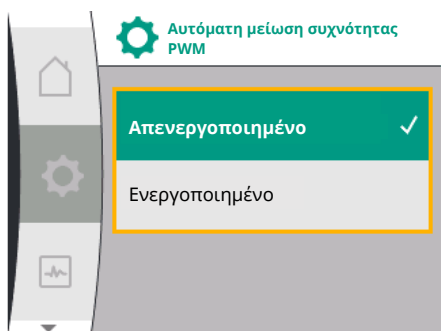 Αυτόματη μείωση συχνότητας
PWM
Απενεργοποιημένο
Ενεργοποιημένο